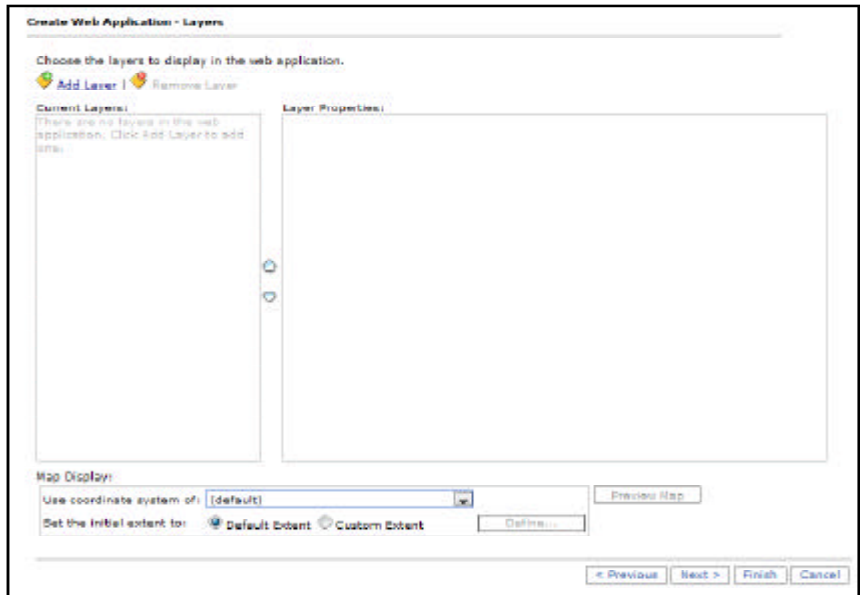 Create Web Application - Layers
Choose the layers to display in the web application.
Add Layer | Remove Layer
Current Layers: Layer Properties:
There are no layers in the web
application. Click Add Layer to add
one.
Map Display:
Use coordinate system of: (default) Preview Map
Set the initial extent to: Default Extent Custom Extent Define...
< Previous Next > Finish Cancel